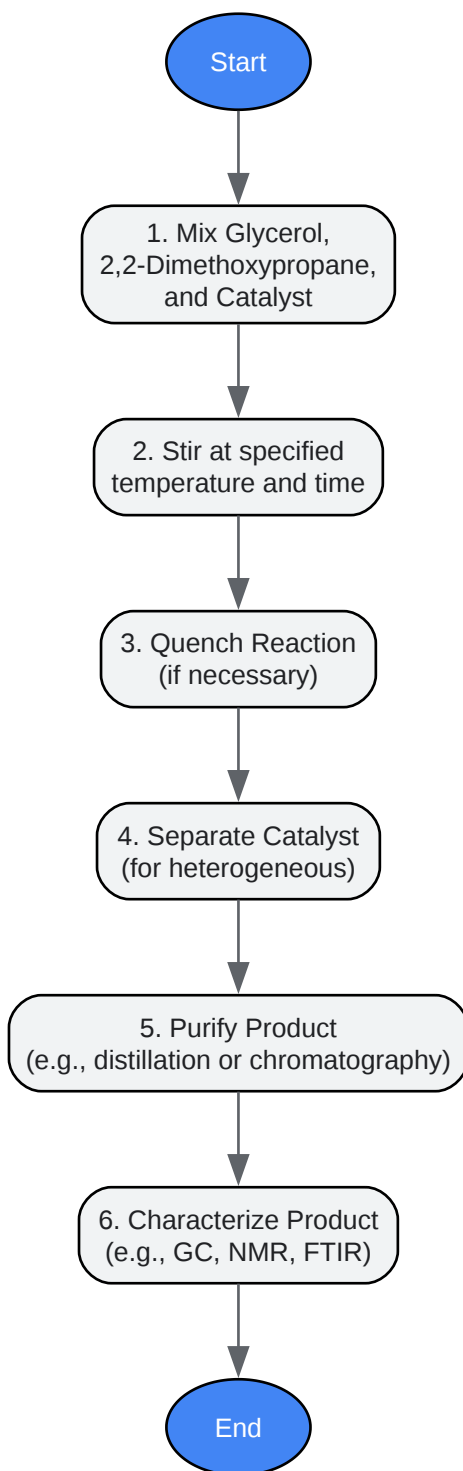 Start
1. Mix Glycerol,
2,2-Dimethoxypropane,
and Catalyst
2. Stir at specified
temperature and time
3. Quench Reaction
(if necessary)
4. Separate Catalyst
(for heterogeneous)
5. Purify Product
(e.g., distillation or chromatography)
6. Characterize Product
(e.g., GC, NMR, FTIR)
End